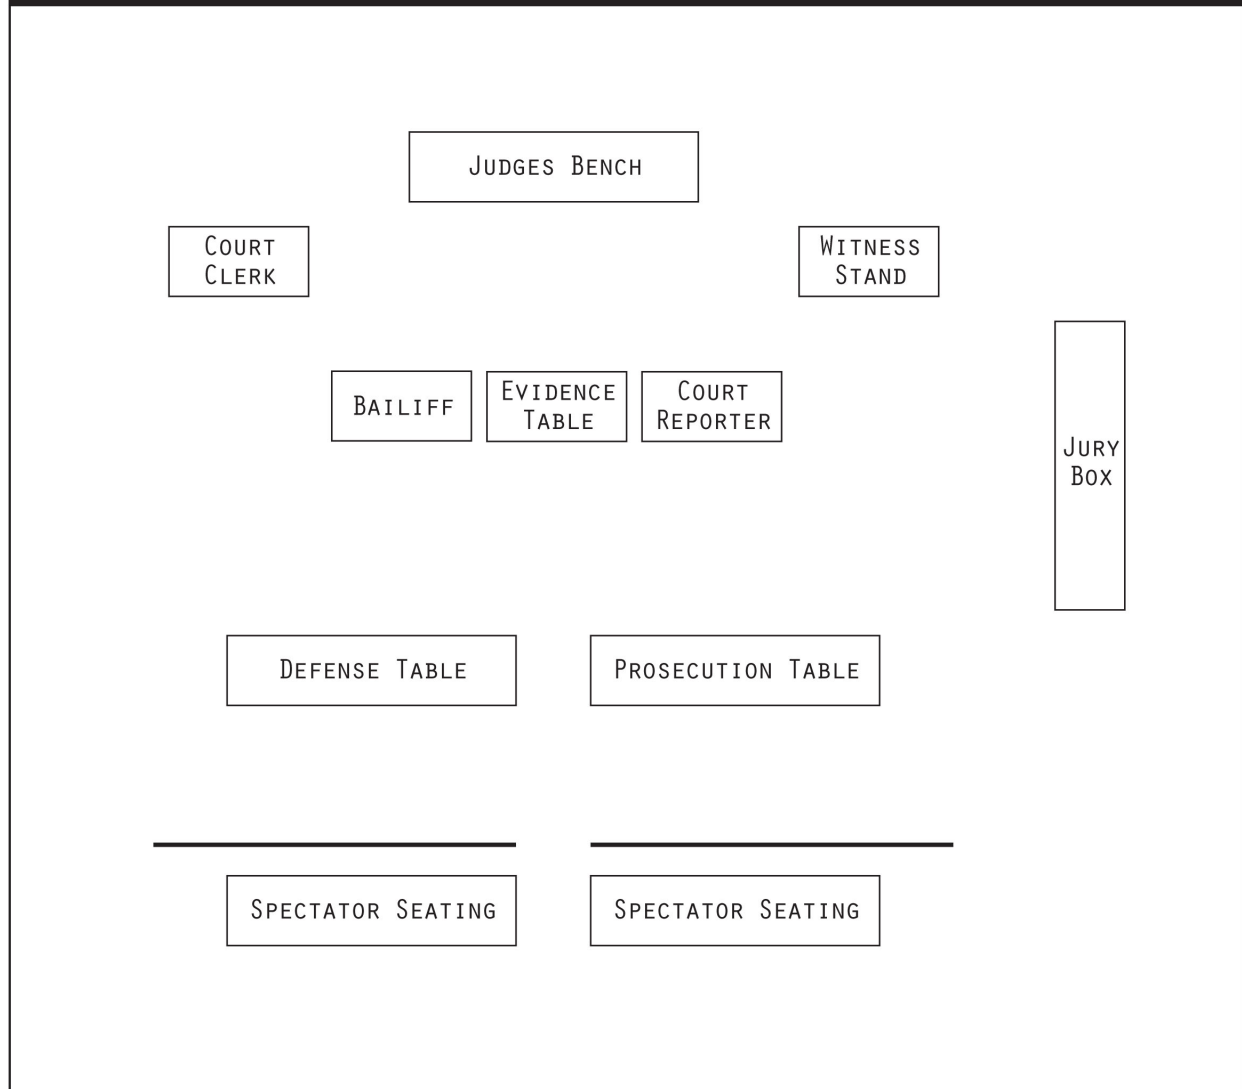 Judges Bench
Court
Clerk
Witness
Stand
Bailiff
Evidence
Table
Court
Reporter
Jury
Box
Defense Table
Prosecution Table
Spectator Seating
Spectator Seating